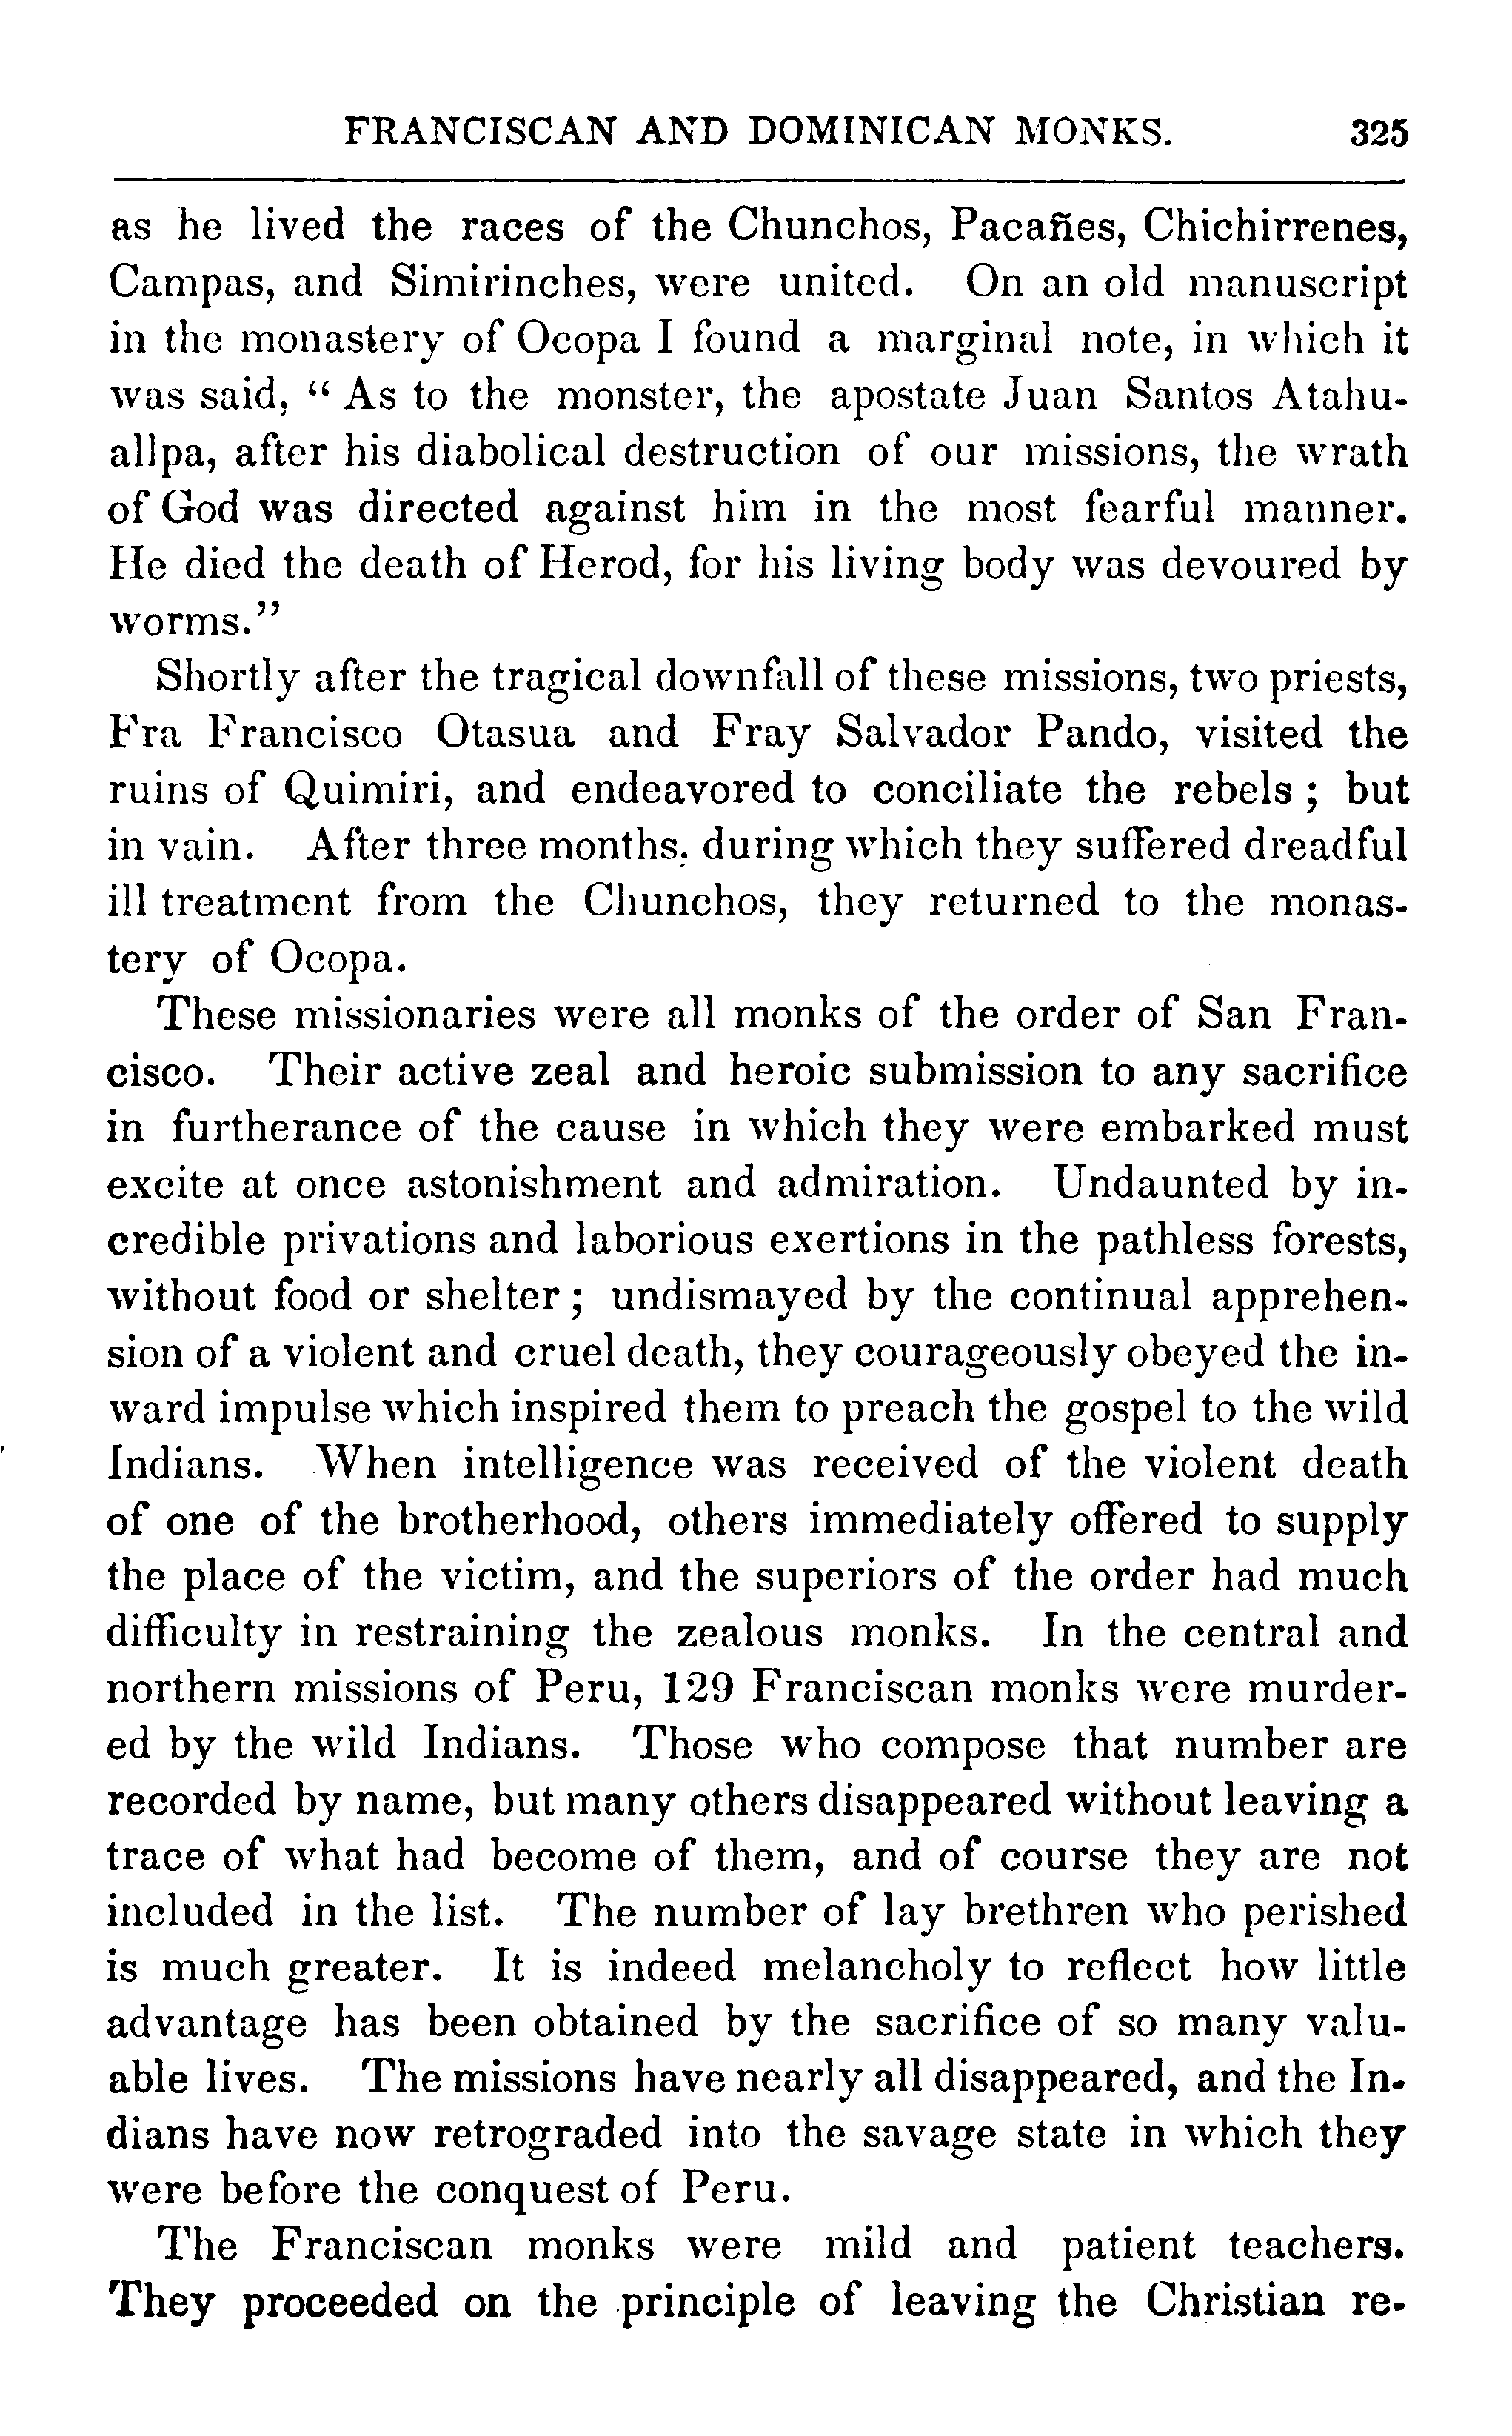 FRANCISCAN AND DOMINICAN MONKS. 325
as he lived the races of the Chunchos, Pacañes, Chichirrenes,
Campas, and Simirinches, were united. On an old manuscript
in the monastery of Ocopa I found a marginal note, in which it
was said, “ As to the monster, the apostate Juan Santos Atahu-
allpa, after his diabolical destruction of our missions, the wrath
of God was directed against him in the most fearful manner.
He died the death of Herod, for his living body was devoured by
worms.”
Shortly after the tragical downfall of these missions, two priests,
Fra Francisco Otasua and Fray Salvador Pando, visited the
ruins of Quimiri, and endeavored to conciliate the rebels ; but
in vain. After three months, during which they suffered dreadful
ill treatment from the Chunchos, they returned to the monas-
tery of Ocopa.
These missionaries were all monks of the order of San Fran-
cisco. Their active zeal and heroic submission to any sacrifice
in furtherance of the cause in which they were embarked must
excite at once astonishment and admiration. Undaunted by in-
credible privations and laborious exertions in the pathless forests,
without food or shelter ; undismayed by the continual apprehen-
sion of a violent and cruel death, they courageously obeyed the in-
ward impulse which inspired them to preach the gospel to the wild
Indians. When intelligence was received of the violent death
of one of the brotherhood, others immediately offered to supply
the place of the victim, and the superiors of the order had much
difficulty in restraining the zealous monks. In the central and
northern missions of Peru, 129 Franciscan monks were murder-
ed by the wild Indians. Those who compose that number are
recorded by name, but many others disappeared without leaving a
trace of what had become of them, and of course they are not
included in the list. The number of lay brethren who perished
is much greater. It is indeed melancholy to reflect how little
advantage has been obtained by the sacrifice of so many valu-
able lives. The missions have nearly all disappeared, and the In-
dians have now retrograded into the savage state in which they
were before the conquest of Peru.
The Franciscan monks were mild and patient teachers.
They proceeded on the principle of leaving the Christian re-